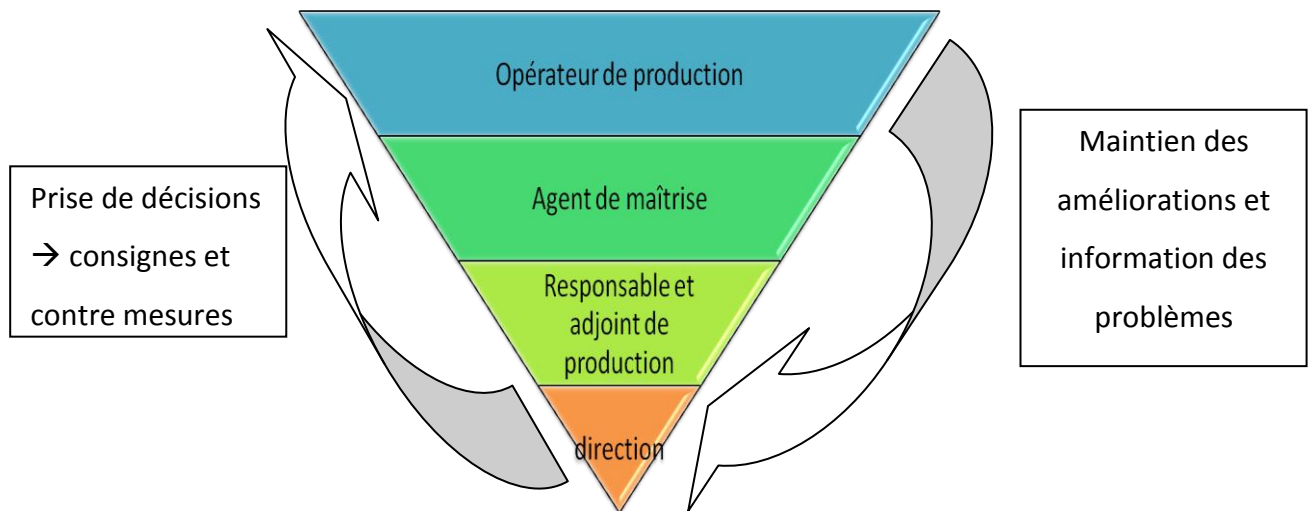 Opérateur de production
Agent de maîtrise
Responsable et
adjoint de
production
direction
Prise de décisions
→ consignes et
contre mesures
Maintien des
améliorations et
information des
problèmes